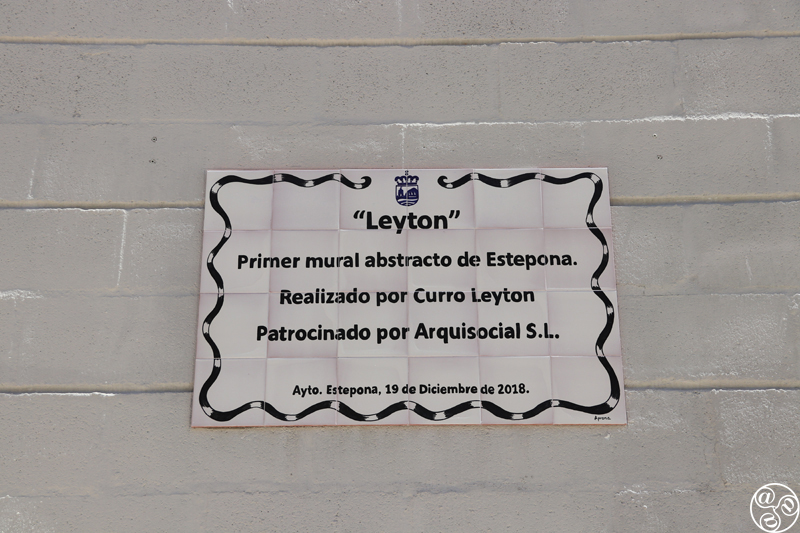 “Leyton”
Primer mural abstracto de Estepona.
Realizado por Curro Leyton
Patrocinado por Arquisocial S.L.
Ayto. Estepona, 19 de Diciembre de 2018.